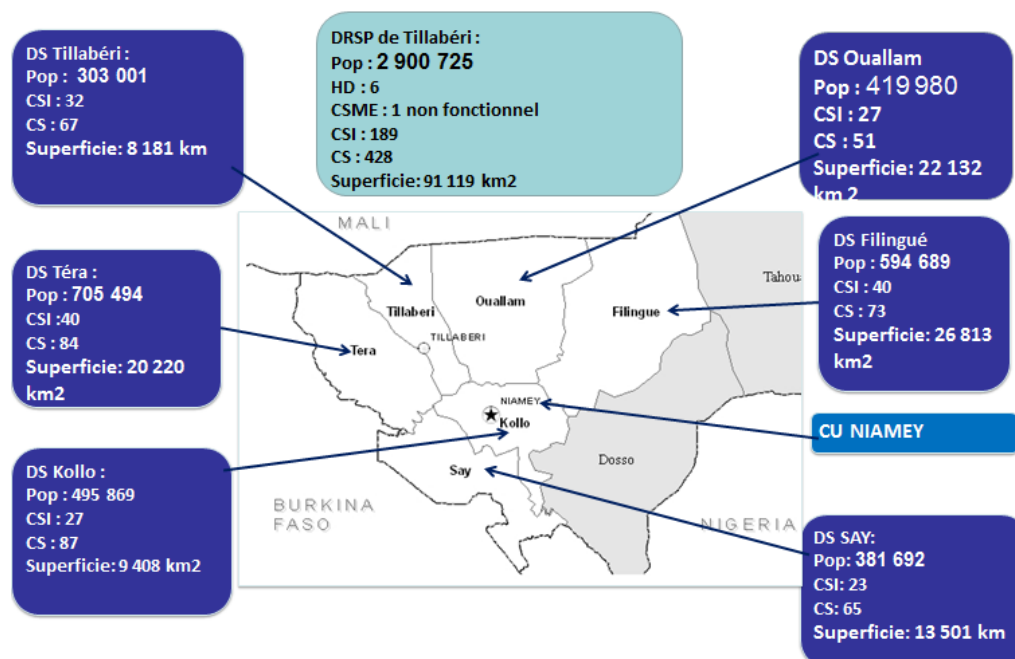 DS Tillabéri :
Pop : 303 001
CSI : 32
CS : 67
Superficie: 8 181 km
DRSP de Tillabéri :
Pop : 2 900 725
HD : 6
CSME : 1 non fonctionnel
CSI : 189
CS : 428
Superficie: 91 119 km2
DS Ouallam
Pop : 419 980
CSI : 27
CS : 51
Superficie: 22 132
km 2
DS Téra :
Pop : 705 494
CSI :40
CS : 84
Superficie: 20 220
km2
DS Filingué
Pop : 594 689
CSI : 40
CS : 73
Superficie: 26 813
km2
MALI
Tahou
Ouallam
Tillaberi
Filingue
TILLABERI
Tera
NIAMEY
Kollo
Say
Dosso
BURKINA
FASO
NIGERIA
CU NIAMEY
DS Kollo :
Pop : 495 869
CSI : 27
CS : 87
Superficie: 9 408 km2
DS SAY:
Pop: 381 692
CSI: 23
CS: 65
Superficie: 13 501 km